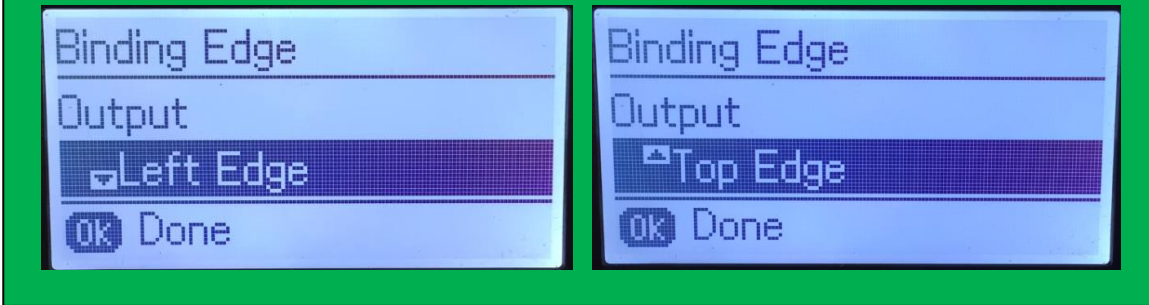 Binding Edge
Output
Left Edge
OK Done
Binding Edge
Output
Top Edge
OK Done